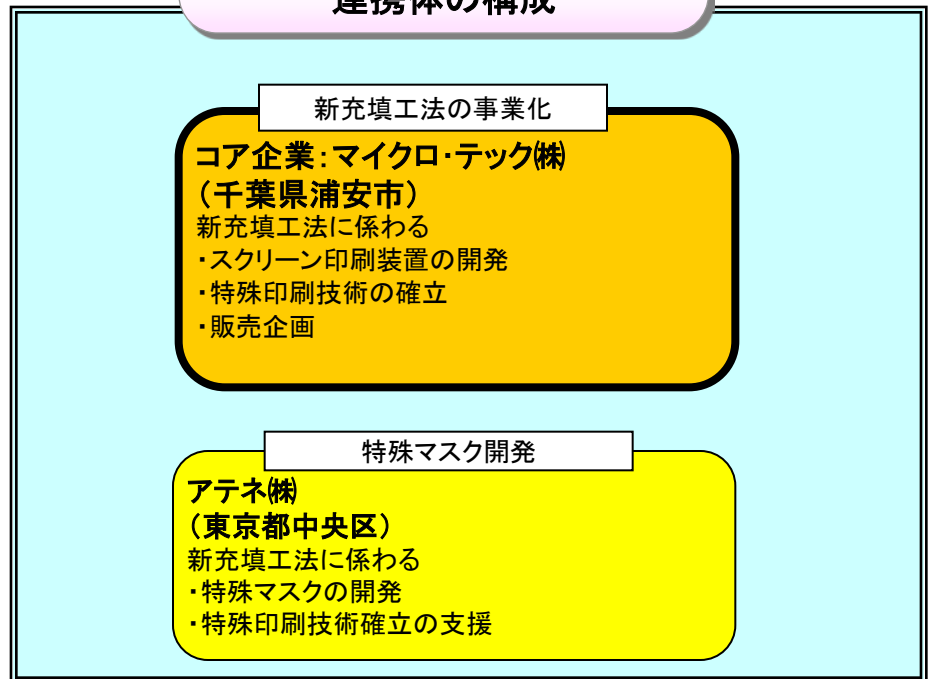 連携体の構成
新充填工法の事業化
コア企業:マイクロ・テック㈱
(千葉県浦安市)
新充填工法に係わる
・スクリーン印刷装置の開発
・特殊印刷技術の確立
・販売企画
特殊マスク開発
アテネ㈱
(東京都中央区)
新充填工法に係わる
・特殊マスクの開発
・特殊印刷技術確立の支援